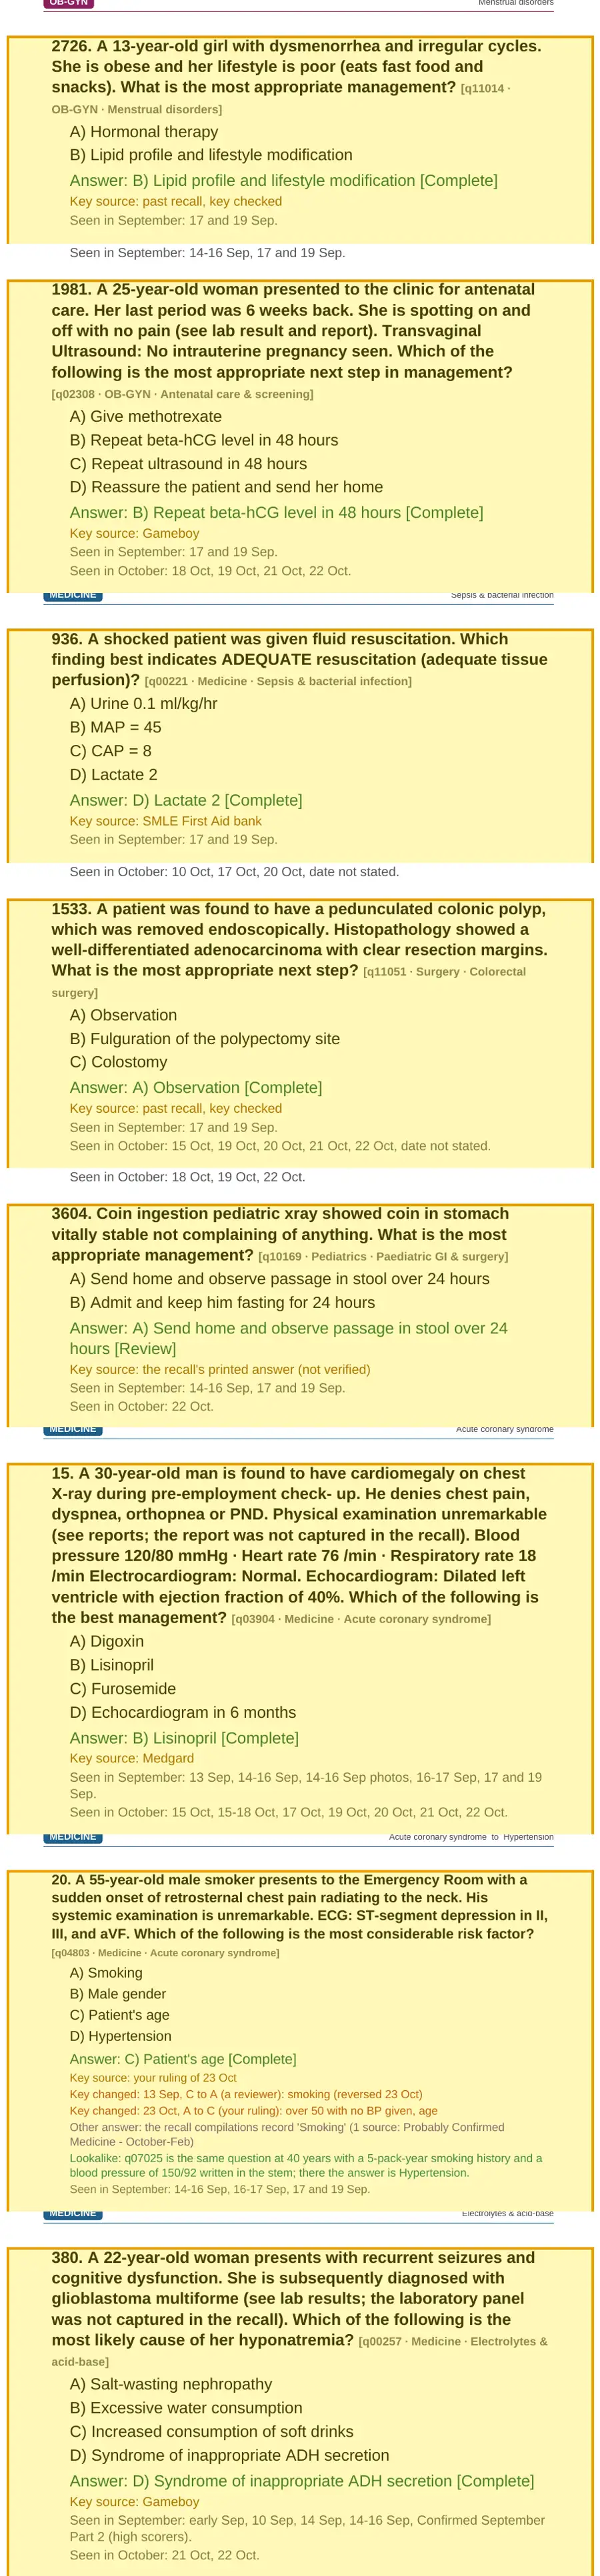 OB-GYN
Menstrual disorders
2726. A 13-year-old girl with dysmenorrhea and irregular cycles.
She is obese and her lifestyle is poor (eats fast food and
snacks). What is the most appropriate management? [q11014 ·
OB-GYN · Menstrual disorders]
A) Hormonal therapy
B) Lipid profile and lifestyle modification
Answer: B) Lipid profile and lifestyle modification [Complete]
Key source: past recall, key checked
Seen in September: 17 and 19 Sep.
Seen in September: 14-16 Sep, 17 and 19 Sep.
1981. A 25-year-old woman presented to the clinic for antenatal
care. Her last period was 6 weeks back. She is spotting on and
off with no pain (see lab result and report). Transvaginal
Ultrasound: No intrauterine pregnancy seen. Which of the
following is the most appropriate next step in management?
[q02308 · OB-GYN · Antenatal care & screening]
A) Give methotrexate
B) Repeat beta-hCG level in 48 hours
C) Repeat ultrasound in 48 hours
D) Reassure the patient and send her home
Answer: B) Repeat beta-hCG level in 48 hours [Complete]
Key source: Gameboy
Seen in September: 17 and 19 Sep.
Seen in October: 18 Oct, 19 Oct, 21 Oct, 22 Oct.
MEDICINE
Sepsis & bacterial infection
936. A shocked patient was given fluid resuscitation. Which
finding best indicates ADEQUATE resuscitation (adequate tissue
perfusion)? [q00221 · Medicine · Sepsis & bacterial infection]
A) Urine 0.1 ml/kg/hr
B) MAP = 45
C) CAP = 8
D) Lactate 2
Answer: D) Lactate 2 [Complete]
Key source: SMLE First Aid bank
Seen in September: 17 and 19 Sep.
Seen in October: 10 Oct, 17 Oct, 20 Oct, date not stated.
1533. A patient was found to have a pedunculated colonic polyp,
which was removed endoscopically. Histopathology showed a
well-differentiated adenocarcinoma with clear resection margins.
What is the most appropriate next step? [q11051 · Surgery · Colorectal
surgery]
A) Observation
B) Fulguration of the polypectomy site
C) Colostomy
Answer: A) Observation [Complete]
Key source: past recall, key checked
Seen in September: 17 and 19 Sep.
Seen in October: 15 Oct, 19 Oct, 20 Oct, 21 Oct, 22 Oct, date not stated.
Seen in October: 18 Oct, 19 Oct, 22 Oct.
3604. Coin ingestion pediatric xray showed coin in stomach
vitally stable not complaining of anything. What is the most
appropriate management? [q10169 · Pediatrics · Paediatric GI & surgery]
A) Send home and observe passage in stool over 24 hours
B) Admit and keep him fasting for 24 hours
Answer: A) Send home and observe passage in stool over 24
hours [Review]
Key source: the recall's printed answer (not verified)
Seen in September: 14-16 Sep, 17 and 19 Sep.
Seen in October: 22 Oct.
MEDICINE
Acute coronary syndrome
15. A 30-year-old man is found to have cardiomegaly on chest
X-ray during pre-employment check- up. He denies chest pain,
dyspnea, orthopnea or PND. Physical examination unremarkable
(see reports; the report was not captured in the recall). Blood
pressure 120/80 mmHg · Heart rate 76 /min · Respiratory rate 18
/min Electrocardiogram: Normal. Echocardiogram: Dilated left
ventricle with ejection fraction of 40%. Which of the following is
the best management? [q03904 · Medicine · Acute coronary syndrome]
A) Digoxin
B) Lisinopril
C) Furosemide
D) Echocardiogram in 6 months
Answer: B) Lisinopril [Complete]
Key source: Medgard
Seen in September: 13 Sep, 14-16 Sep, 14-16 Sep photos, 16-17 Sep, 17 and 19
Sep.
Seen in October: 15 Oct, 15-18 Oct, 17 Oct, 19 Oct, 20 Oct, 21 Oct, 22 Oct.
MEDICINE
Acute coronary syndrome to Hypertension
20. A 55-year-old male smoker presents to the Emergency Room with a
sudden onset of retrosternal chest pain radiating to the neck. His
systemic examination is unremarkable. ECG: ST-segment depression in II,
III, and aVF. Which of the following is the most considerable risk factor?
[q04803 · Medicine · Acute coronary syndrome]
A) Smoking
B) Male gender
C) Patient's age
D) Hypertension
Answer: C) Patient's age [Complete]
Key source: your ruling of 23 Oct
Key changed: 13 Sep, C to A (a reviewer): smoking (reversed 23 Oct)
Key changed: 23 Oct, A to C (your ruling): over 50 with no BP given, age
Other answer: the recall compilations record 'Smoking' (1 source: Probably Confirmed
Medicine - October-Feb)
Lookalike: q07025 is the same question at 40 years with a 5-pack-year smoking history and a
blood pressure of 150/92 written in the stem; there the answer is Hypertension.
Seen in September: 14-16 Sep, 16-17 Sep, 17 and 19 Sep.
MEDICINE
Electrolytes & acid-base
380. A 22-year-old woman presents with recurrent seizures and
cognitive dysfunction. She is subsequently diagnosed with
glioblastoma multiforme (see lab results; the laboratory panel
was not captured in the recall). Which of the following is the
most likely cause of her hyponatremia? [q00257 · Medicine · Electrolytes &
acid-base]
A) Salt-wasting nephropathy
B) Excessive water consumption
C) Increased consumption of soft drinks
D) Syndrome of inappropriate ADH secretion
Answer: D) Syndrome of inappropriate ADH secretion [Complete]
Key source: Gameboy
Seen in September: early Sep, 10 Sep, 14 Sep, 14-16 Sep, Confirmed September
Part 2 (high scorers).
Seen in October: 21 Oct, 22 Oct.